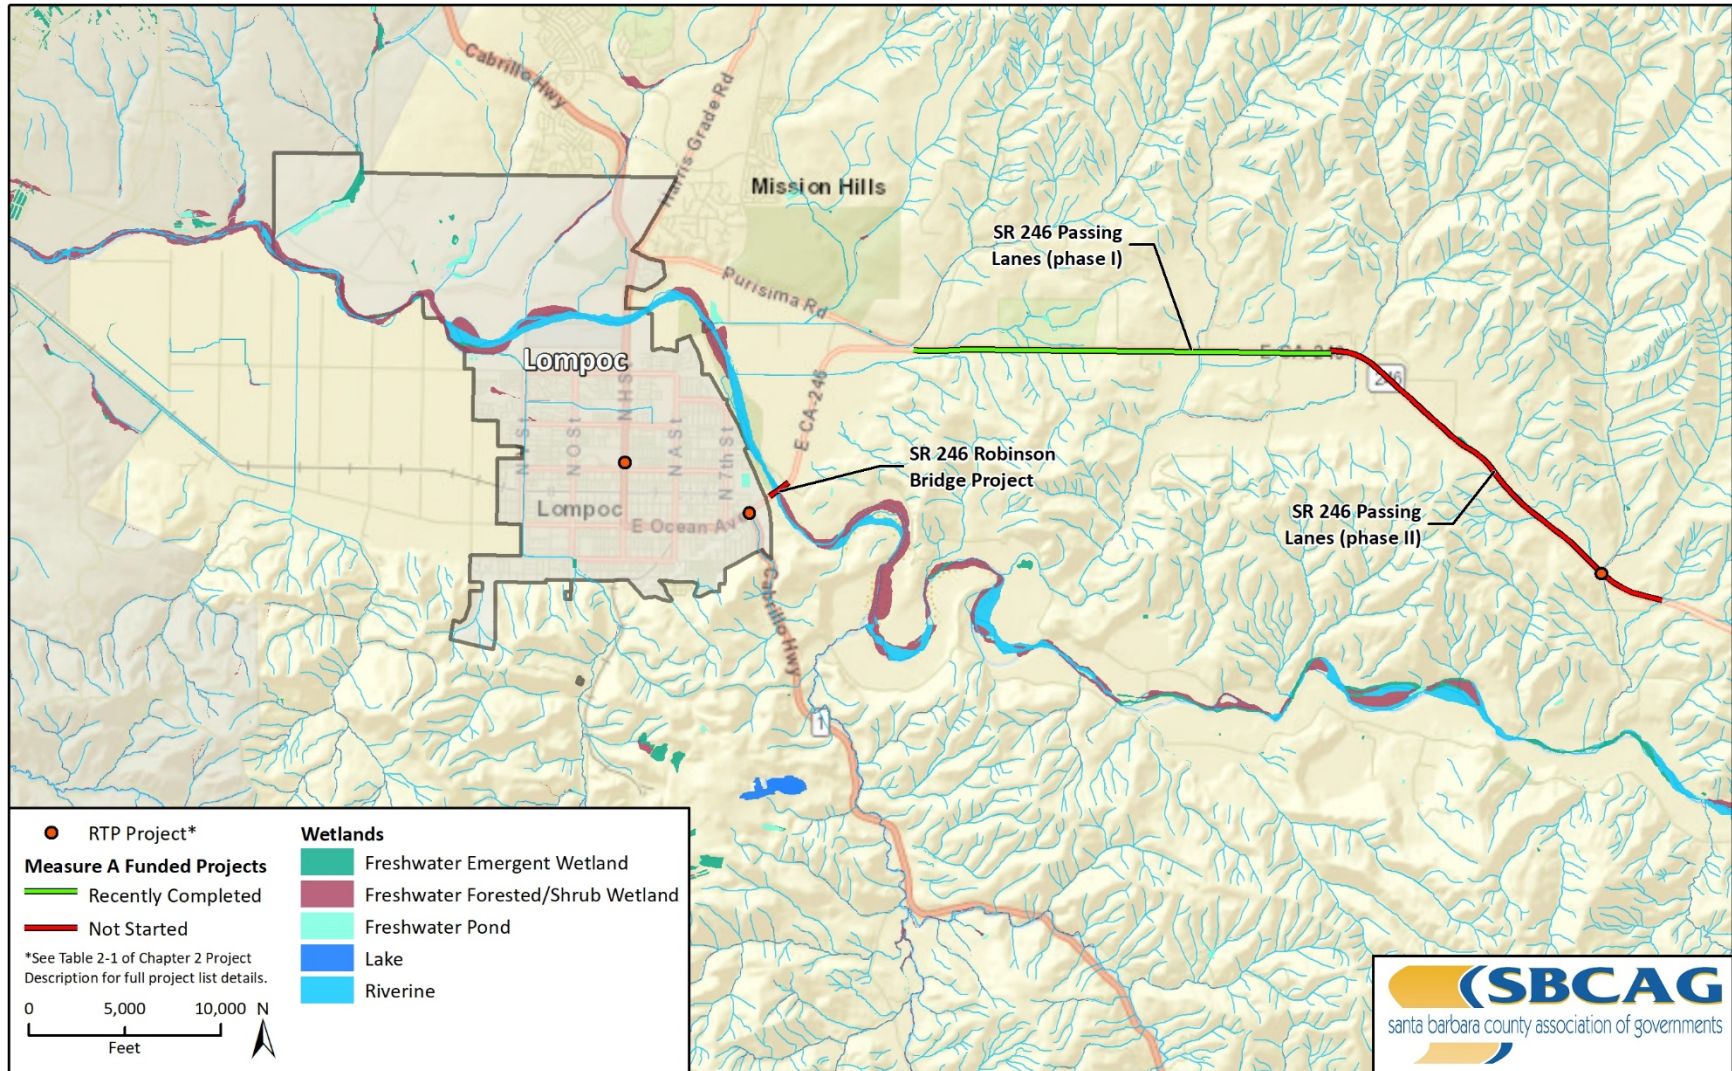 Cabrillo Hwy
Harris Grade Rd
Mission Hills
SR 246 Passing
Lanes (phase I)
Purisima Rd
E CA-246
246
Lompoc
N H St
E CA-246
N V St
N O St
N A St
N 7th St
SR 246 Robinson
Bridge Project
Lompoc
E Ocean Ave
SR 246 Passing
Lanes (phase II)
Cabrillo Hwy
1
RTP Project*
Measure A Funded Projects
Recently Completed
Not Started
*See Table 2-1 of Chapter 2 Project
Description for full project list details.
0 5,000 10,000 N
Feet
Wetlands
Freshwater Emergent Wetland
Freshwater Forested/Shrub Wetland
Freshwater Pond
Lake
Riverine
SBCAG
santa barbara county association of governments